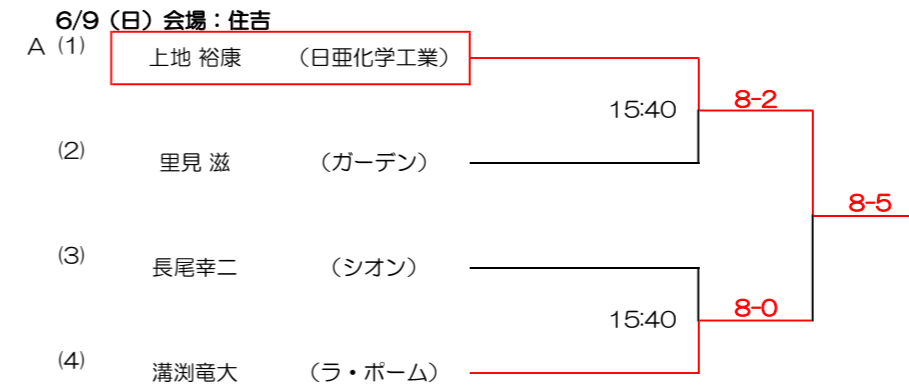 6/9（日）会場：住吉
A (1) 上地 裕康 （日亜化学工業）
15:40 8-2
(2) 里見 滋 （ガーデン）
8-5
(3) 長尾幸二 （シオン）
15:40 8-0
(4) 溝渕竜大 （ラ・ポーム）